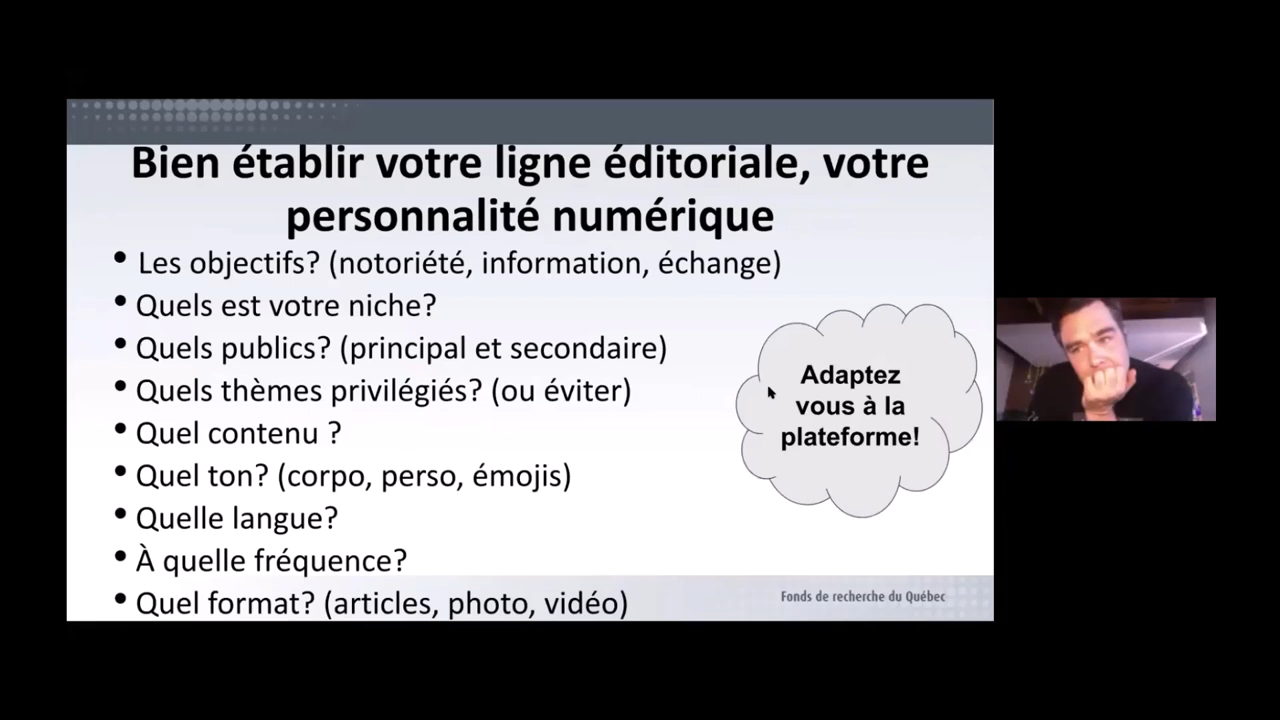 Bien établir votre ligne éditoriale, votre
personnalité numérique
• Les objectifs? (notoriété, information, échange)
• Quels est votre niche?
• Quels publics? (principal et secondaire)
• Quels thèmes privilégiés? (ou éviter)
• Quel contenu ?
• Quel ton? (corpo, perso, émojis)
• Quelle langue?
• À quelle fréquence?
• Quel format? (articles, photo, vidéo)
Adaptez
vous à la
plateforme!
Fonds de recherche du Québec